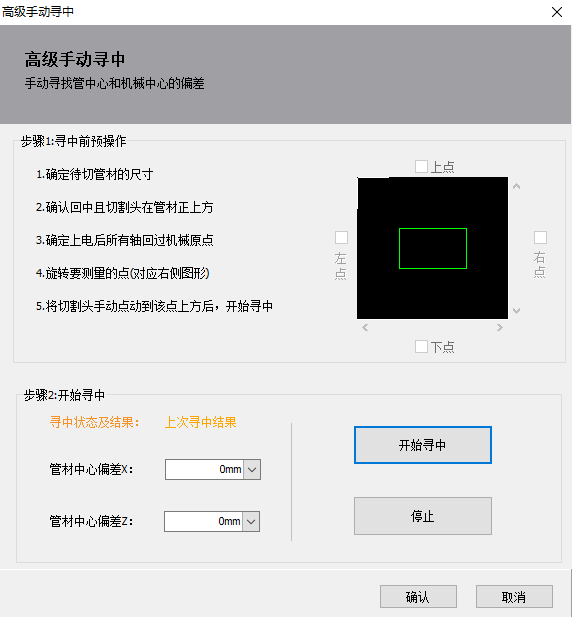 高级手动寻中
高级手动寻中
手动寻找管中心和机械中心的偏差
步骤1:寻中前预操作
1.确定待切管材的尺寸
2.确认回中且切割头在管材正上方
3.确定上电后所有轴回过机械原点
4.旋转要测量的点(对应右侧图形)
5.将切割头手动点动到该点上方后，开始寻中
上点
左点
右点
下点
步骤2:开始寻中
寻中状态及结果： 上次寻中结果
管材中心偏差X： 0mm
开始寻中
管材中心偏差Z： 0mm
停止
确认 取消